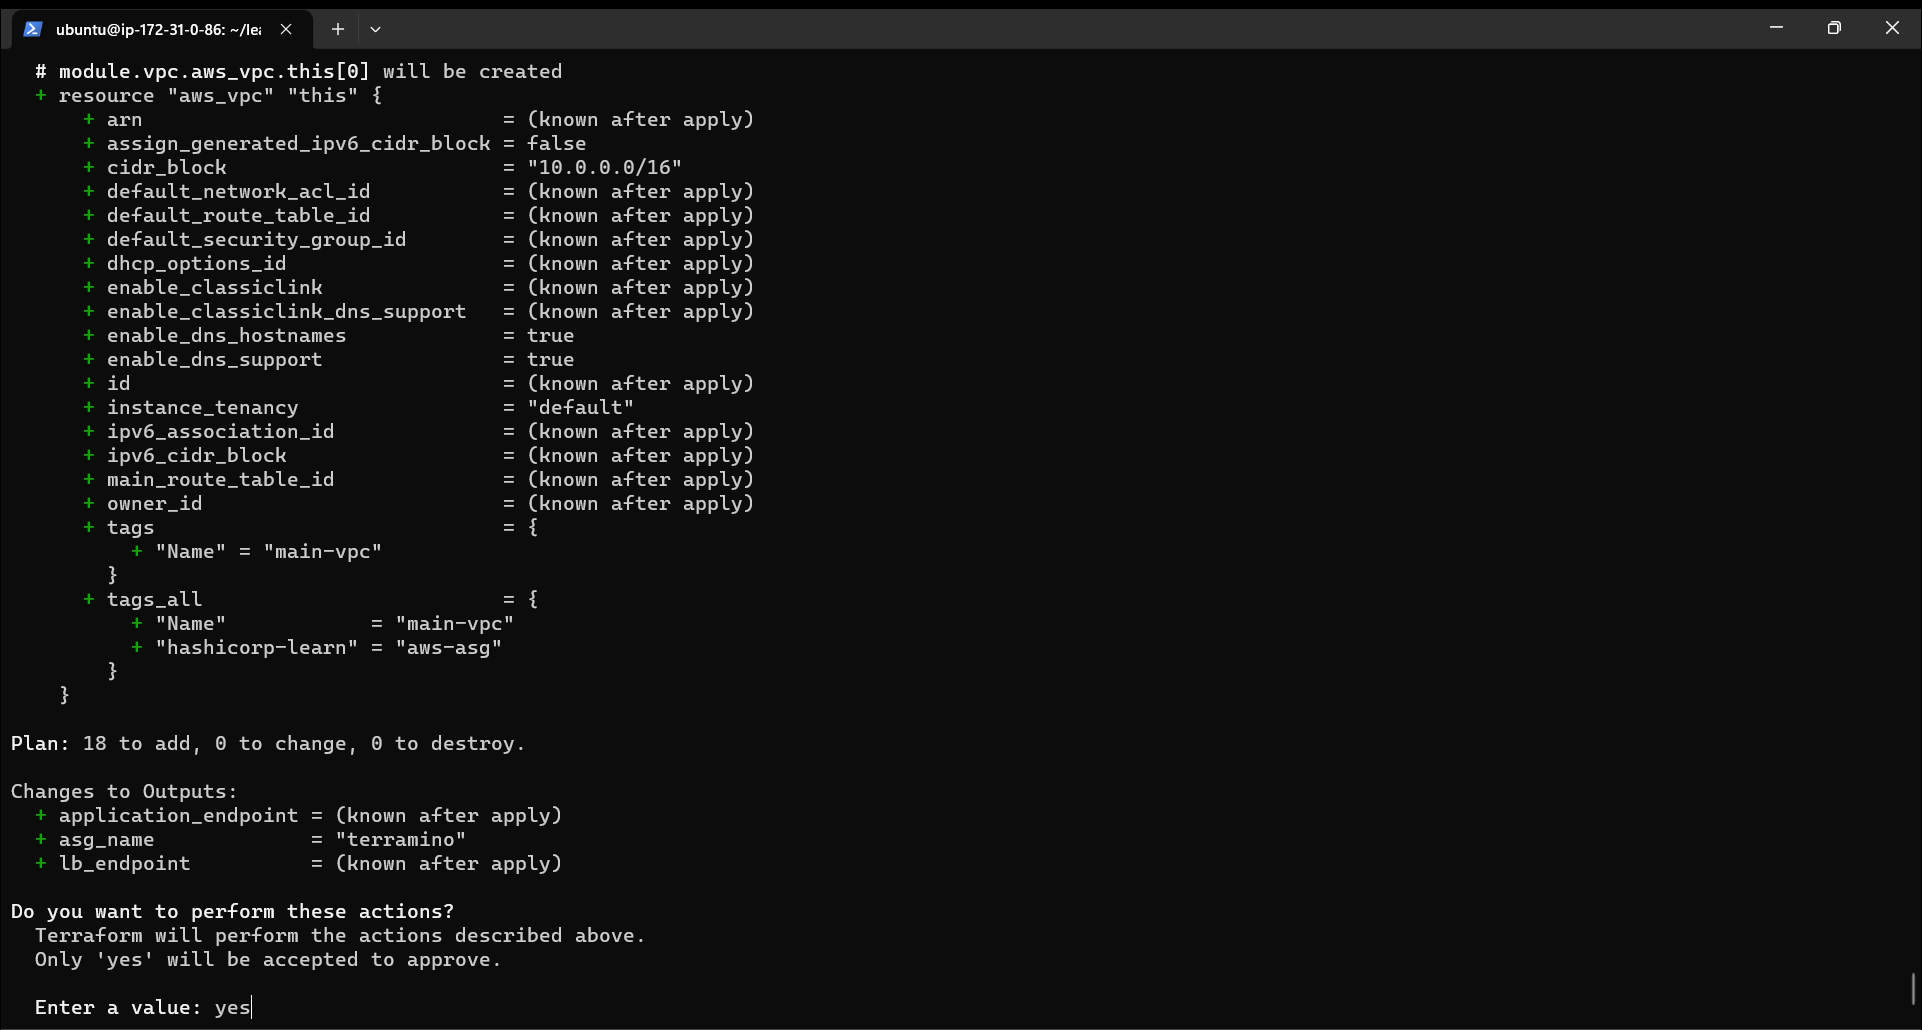 ubuntu@ip-172-31-0-86: ~/lea
# module.vpc.aws_vpc.this[0] will be created
+ resource "aws_vpc" "this" {
+ arn = (known after apply)
+ assign_generated_ipv6_cidr_block = false
+ cidr_block = "10.0.0.0/16"
+ default_network_acl_id = (known after apply)
+ default_route_table_id = (known after apply)
+ default_security_group_id = (known after apply)
+ dhcp_options_id = (known after apply)
+ enable_classiclink = (known after apply)
+ enable_classiclink_dns_support = (known after apply)
+ enable_dns_hostnames = true
+ enable_dns_support = true
+ id = (known after apply)
+ instance_tenancy = "default"
+ ipv6_association_id = (known after apply)
+ ipv6_cidr_block = (known after apply)
+ main_route_table_id = (known after apply)
+ owner_id = (known after apply)
+ tags = {
+ "Name" = "main-vpc"
}
+ tags_all = {
+ "Name" = "main-vpc"
+ "hashicorp-learn" = "aws-asg"
}
}
Plan: 18 to add, 0 to change, 0 to destroy.
Changes to Outputs:
+ application_endpoint = (known after apply)
+ asg_name = "terramino"
+ lb_endpoint = (known after apply)
Do you want to perform these actions?
Terraform will perform the actions described above.
Only 'yes' will be accepted to approve.
Enter a value: yes